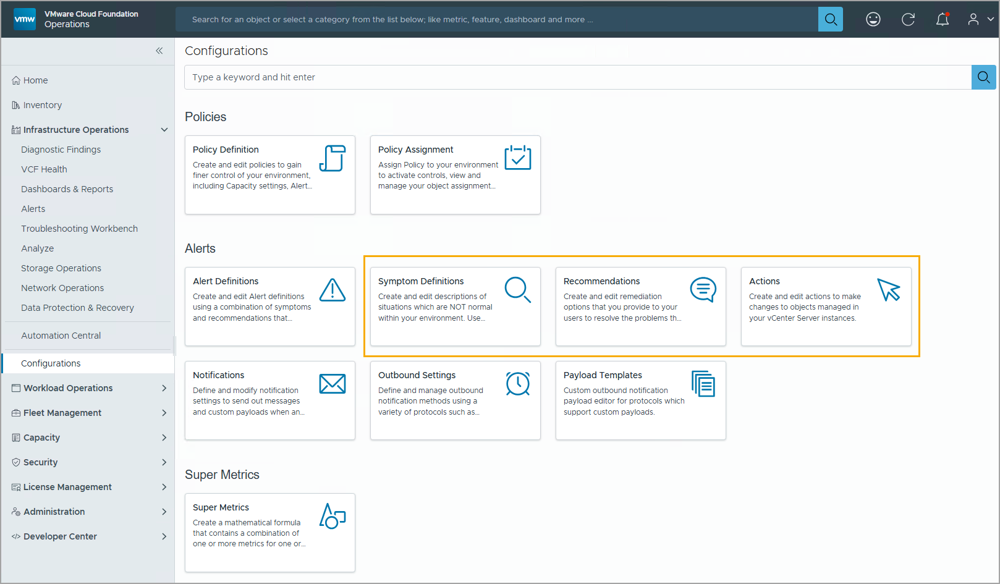 vmw
VMware Cloud Foundation
Operations
Search for an object or select a category from the list below; like metric, feature, dashboard and more ...
Home
Inventory
Infrastructure Operations
Diagnostic Findings
VCF Health
Dashboards & Reports
Alerts
Troubleshooting Workbench
Analyze
Storage Operations
Network Operations
Data Protection & Recovery
Automation Central
Configurations
Workload Operations
Fleet Management
Capacity
Security
License Management
Administration
Developer Center
Configurations
Type a keyword and hit enter
Policies
Policy Definition
Create and edit policies to gain
finer control of your environment,
including Capacity settings, Alert...
Policy Assignment
Assign Policy to your environment
to activate controls, view and
manage your object assignment...
Alerts
Alert Definitions
Create and edit Alert definitions
using a combination of symptoms
and recommendations that...
Symptom Definitions
Create and edit descriptions of
situations which are NOT normal
within your environment. Use...
Recommendations
Create and edit remediation
options that you provide to your
users to resolve the problems th...
Actions
Create and edit actions to make
changes to objects managed in
your vCenter Server instances.
Notifications
Define and modify notification
settings to send out messages
and custom payloads when an...
Outbound Settings
Define and manage outbound
notification methods using a
variety of protocols such as...
Payload Templates
Custom outbound notification
payload editor for protocols which
support custom payloads.
Super Metrics
Super Metrics
Create a mathematical formula
that contains a combination of
one or more metrics for one or...